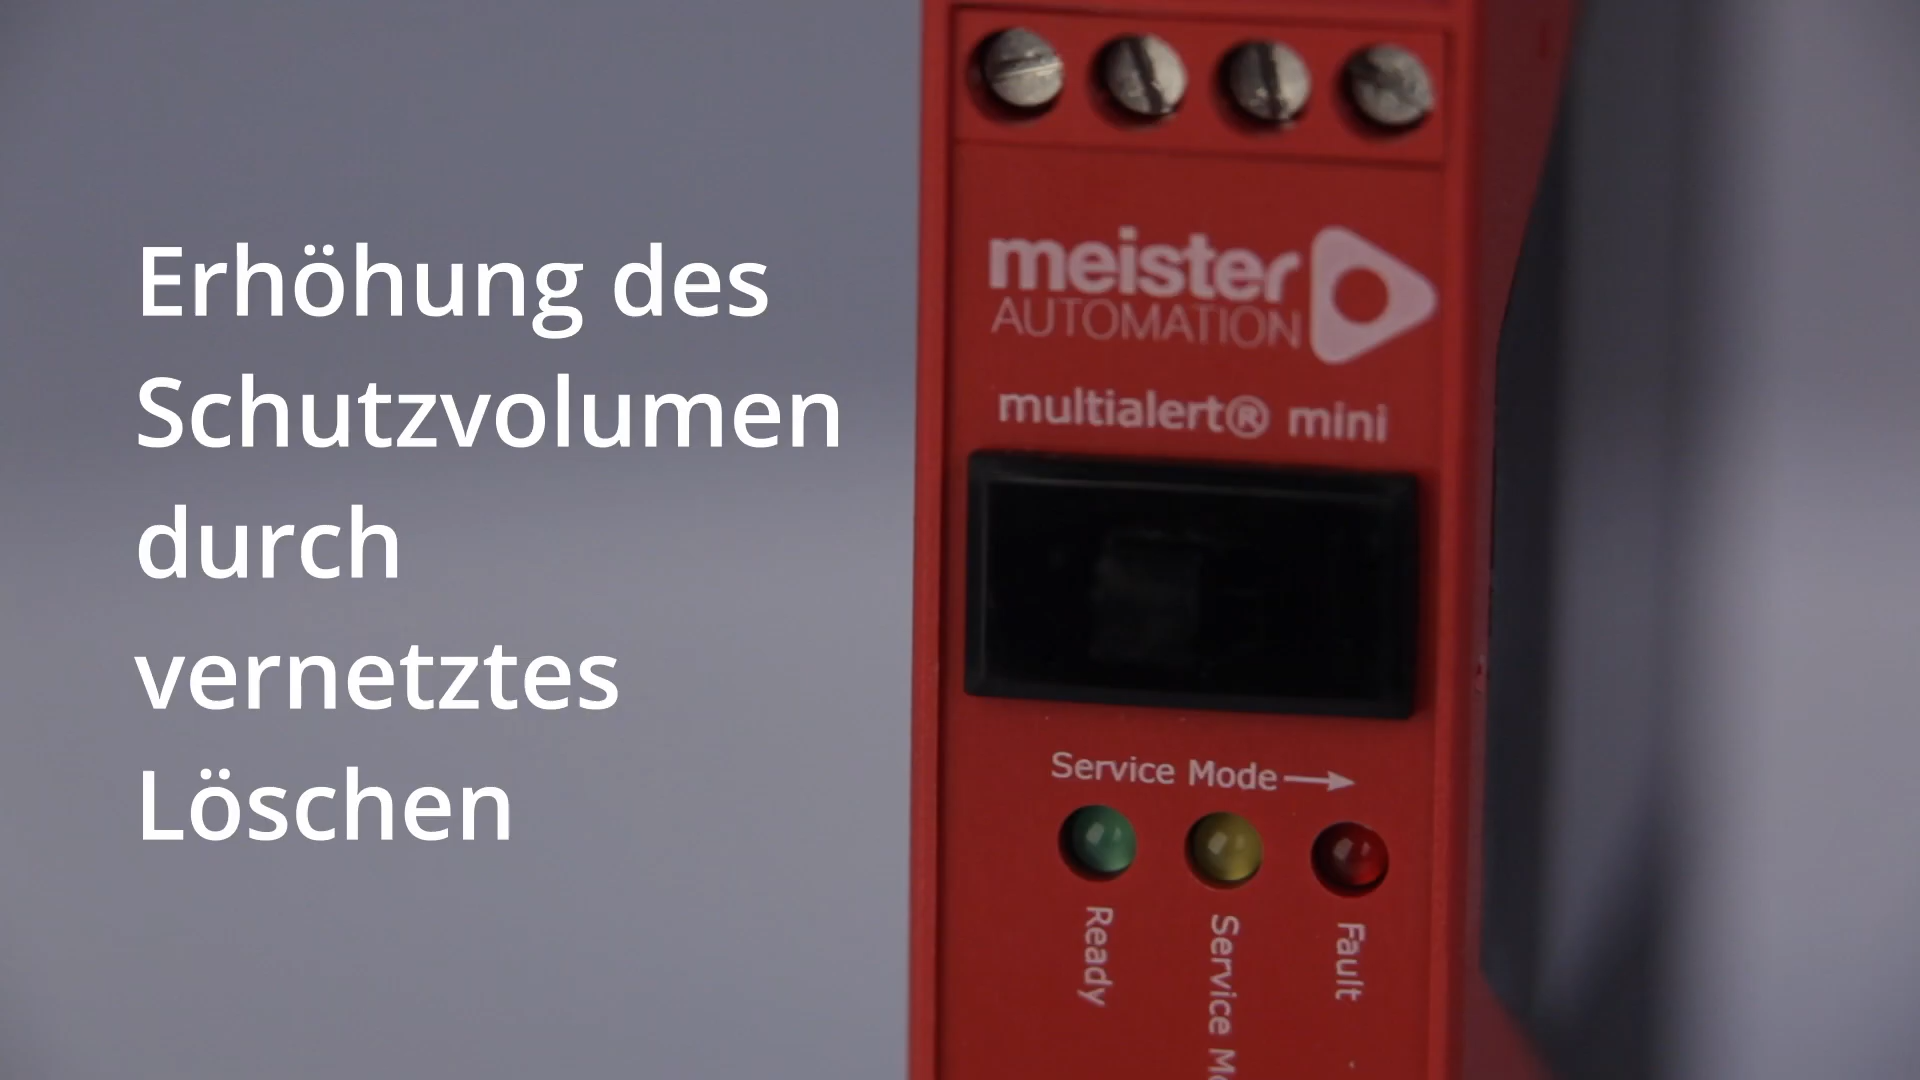 Erhöhung des
Schutzvolumen
durch
vernetztes
Löschen
meister
AUTOMATION
multialert® mini
Service Mode
Ready
Service
Fault